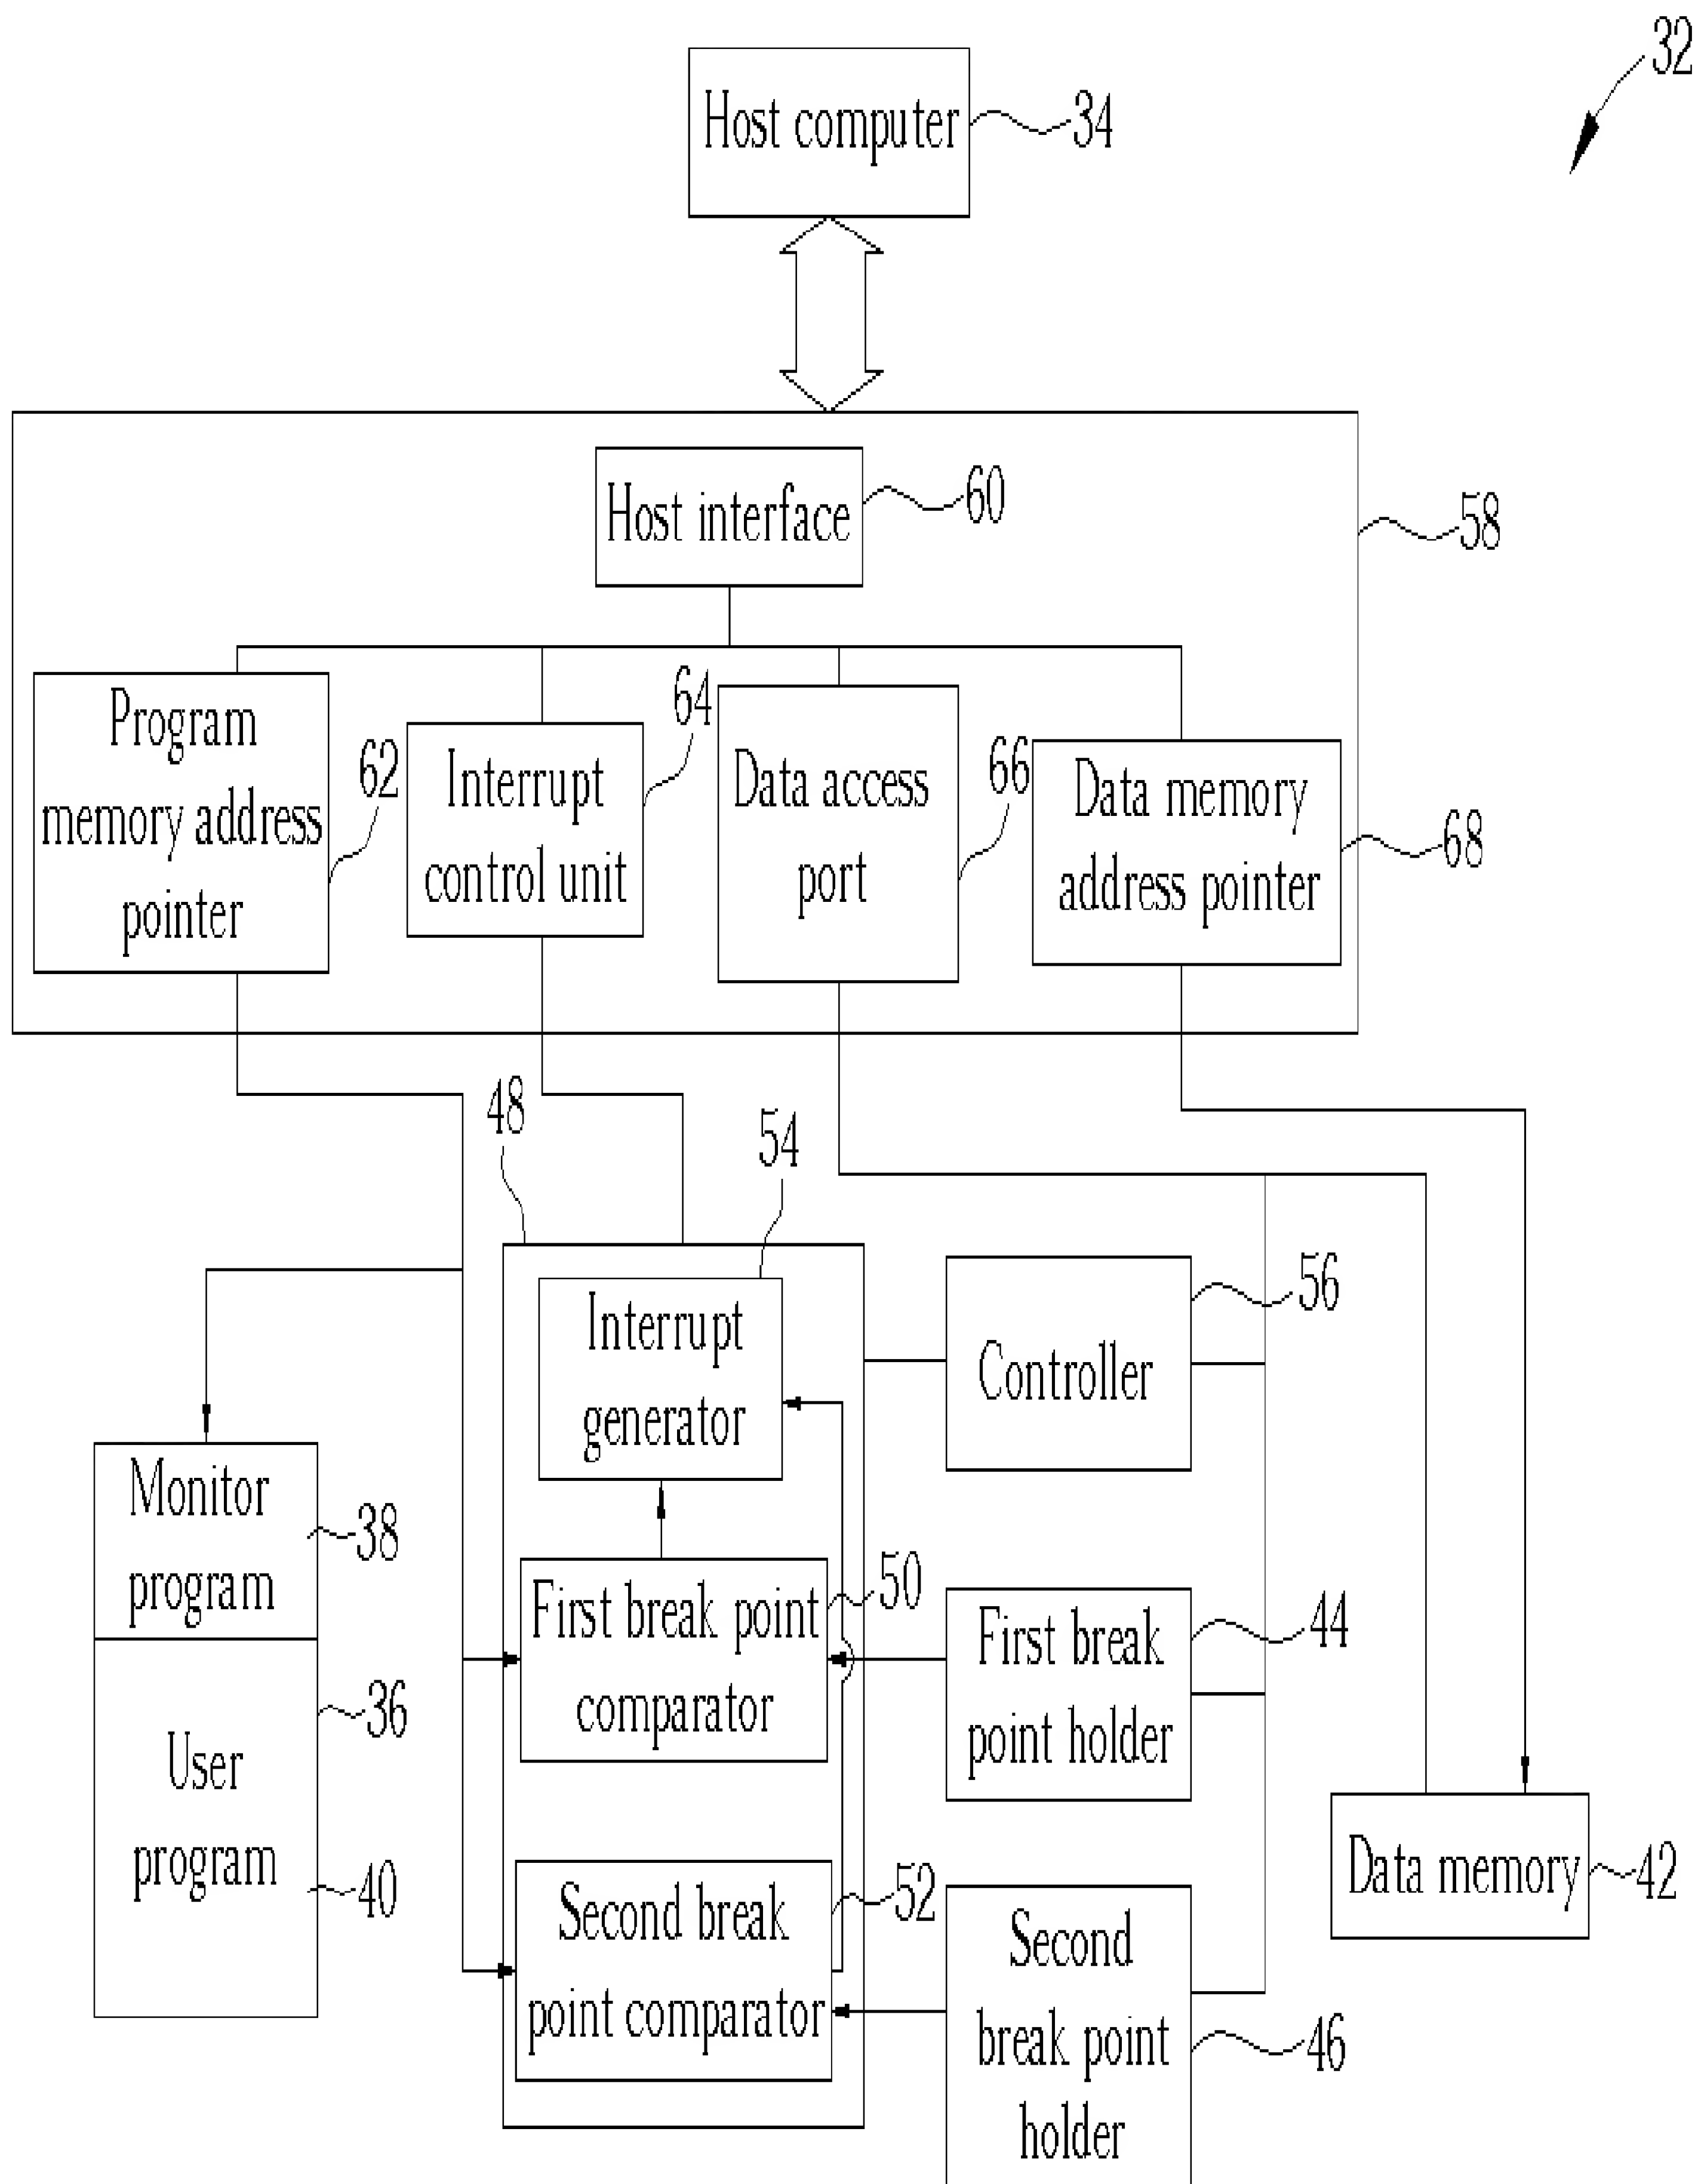 32
Host computer
34
Host interface
60
58
Program
memory address
pointer
62
Interrupt
control unit
64
Data access
port
66
Data memory
address pointer
68
48
54
Interrupt
generator
56
Controller
Monitor
program
38
First break point
comparator
50
First break
point holder
44
36
User
program
40
Second break
point comparator
52
Second
break point
holder
46
Data memory
42